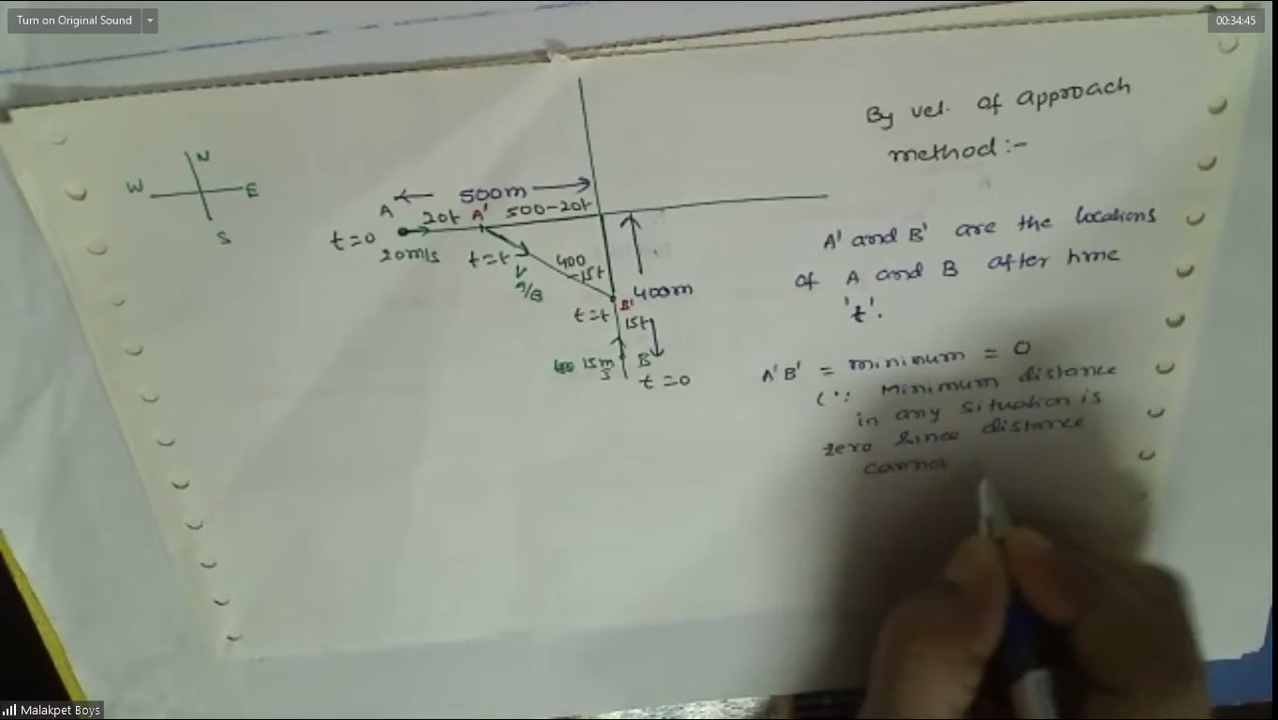 Turn on Original Sound
00:34:45
By vel. of approach
method :-
N
W E
S
500m
A 20t A' 500-20t
t=0
20m/s t=t 400
-15t
V
A/B
400m
B'
t=t 15t
15 m/s B
t=0
A' and B' are the locations
of A and B after time
't'.
A'B' = minimum = 0
(∵ Minimum distance
in any situation is
zero since distance
cannot
Malakpet Boys